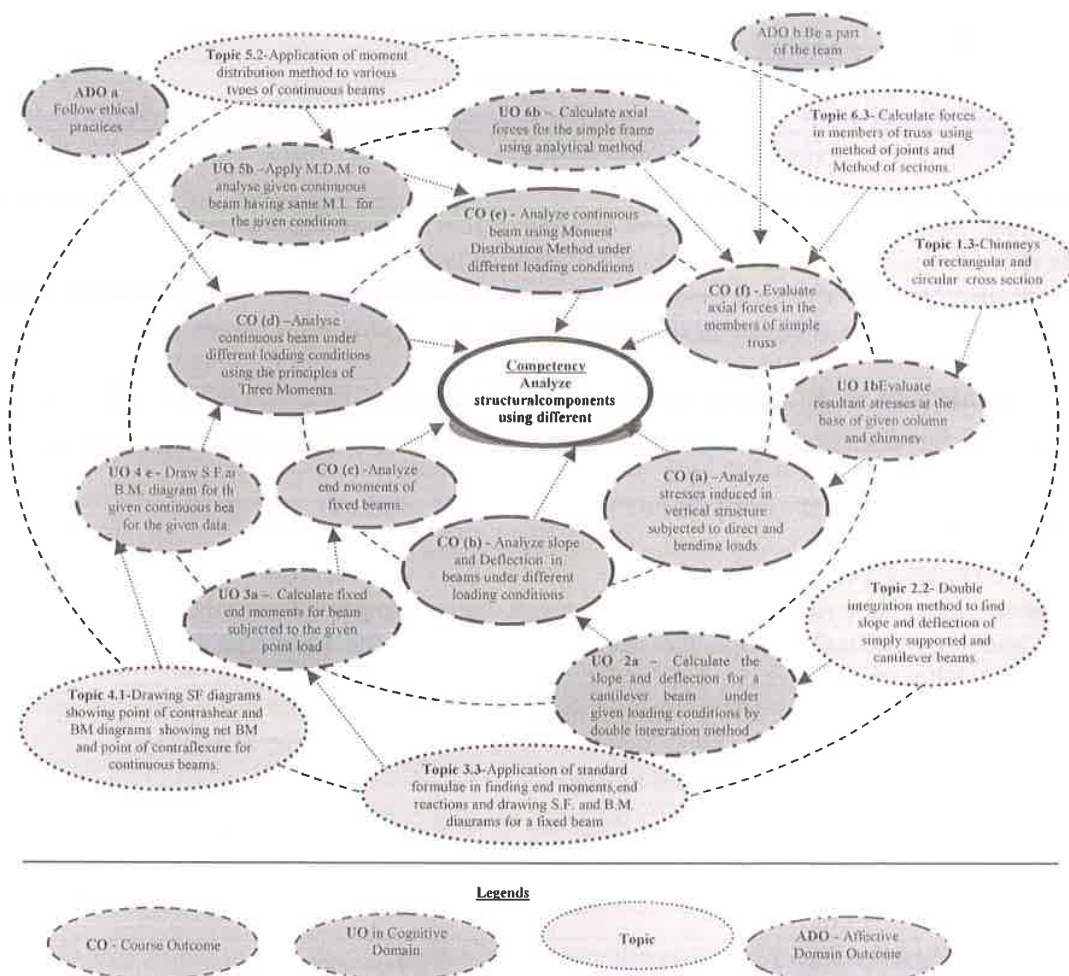 Topic 5.2-Application of moment
distribution method to various
types of continuous beams
ADO b.Be a part
of the team
ADO a
Follow ethical
practices
UO 6b –. Calculate axial
forces for the simple frame
using analytical method.
Topic 6.3- Calculate forces
in members of truss using
method of joints and
Method of sections.
UO 5b –Apply M.D.M. to
analyse given continuous
beam having same M.I. for
the given condition.
CO (e) - Analyze continuous
beam using Moment
Distribution Method under
different loading conditions
Topic 1.3-Chimneys
of rectangular and
circular cross section
CO (f) - Evaluate
axial forces in the
members of simple
truss
CO (d) –Analyse
continuous beam under
different loading conditions
using the principles of
Three Moments.
Competency
Analyze
structuralcomponents
using different
UO 1bEvaluate
resultant stresses at the
base of given column
and chimney.
UO 4 e - Draw S.F.ar
B.M. diagram for th
given continuous bea
for the given data.
CO (c) -Analyze
end moments of
fixed beams.
CO (a) –Analyze
stresses induced in
vertical structure
subjected to direct and
bending loads
CO (b) - Analyze slope
and Deflection in
beams under different
loading conditions
UO 3a –. Calculate fixed
end moments for beam
subjected to the given
point load
Topic 2.2- Double
integration method to find
slope and deflection of
simply supported and
cantilever beams.
UO 2a – Calculate the
slope and deflection for a
cantilever beam under
given loading conditions by
double integration method
Topic 4.1-Drawing SF diagrams
showing point of contrashear and
BM diagrams showing net BM
and point of contraflexure for
continuous beams.
Topic 3.3-Application of standard
formulae in finding end moments,end
reactions and drawing S.F. and B.M.
diagrams for a fixed beam
Legends
CO - Course Outcome
UO in Cognitive
Domain.
Topic
ADO – Affective
Domain Outcome